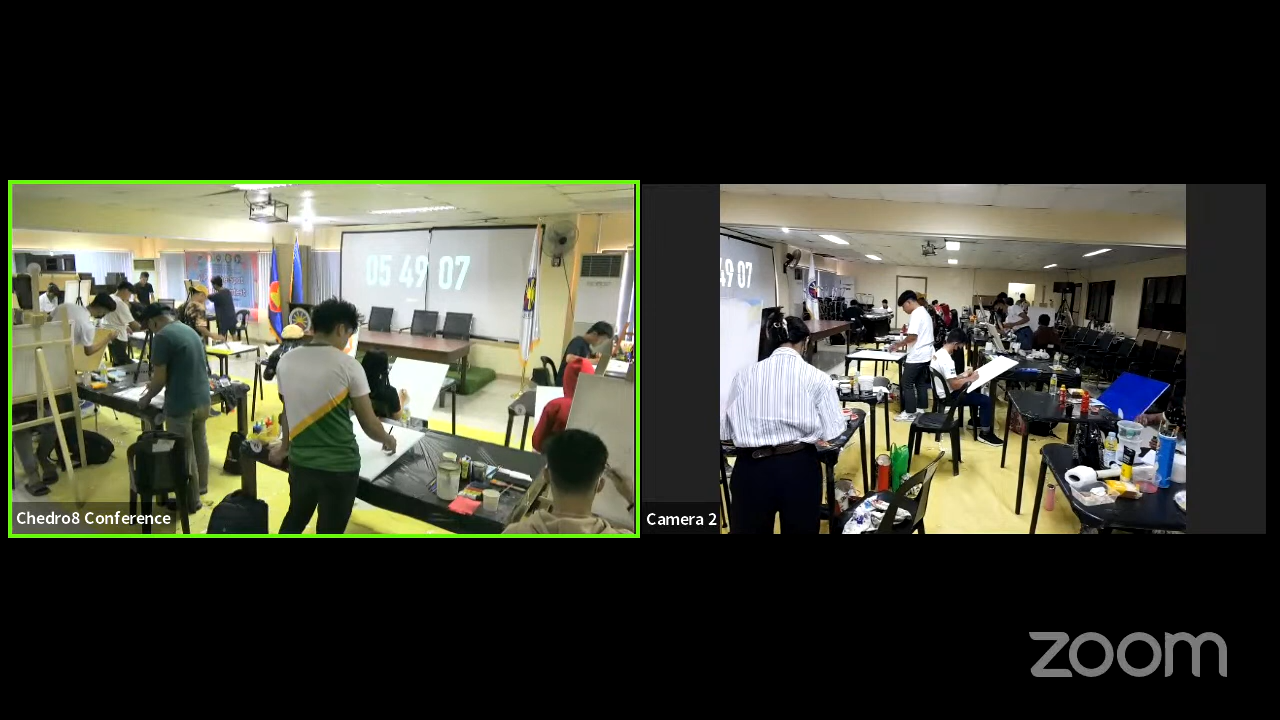 05 49 07
49 07
Chedro8 Conference
Camera 2
zoom